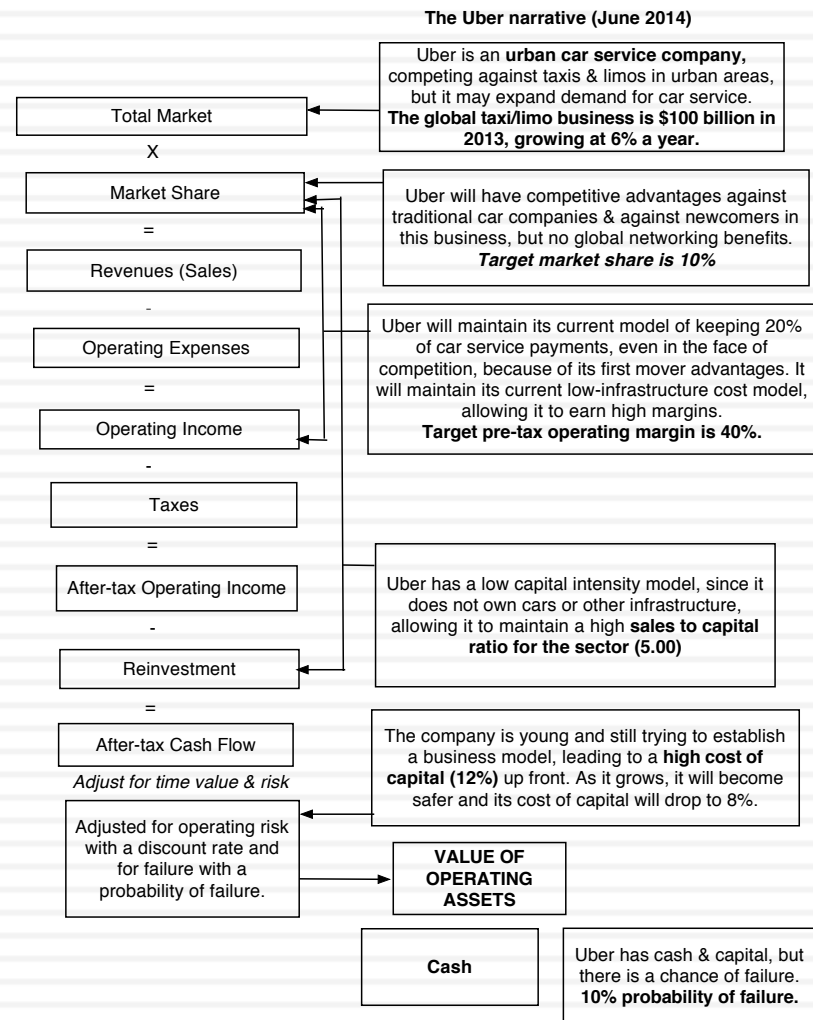 The Uber narrative (June 2014)
Uber is an urban car service company,
competing against taxis & limos in urban areas,
but it may expand demand for car service.
The global taxi/limo business is $100 billion in
2013, growing at 6% a year.
Total Market
X
Market Share
Uber will have competitive advantages against
traditional car companies & against newcomers in
this business, but no global networking benefits.
Target market share is 10%
=
Revenues (Sales)
-
Operating Expenses
Uber will maintain its current model of keeping 20%
of car service payments, even in the face of
competition, because of its first mover advantages. It
will maintain its current low-infrastructure cost model,
allowing it to earn high margins.
Target pre-tax operating margin is 40%.
=
Operating Income
-
Taxes
=
After-tax Operating Income
Uber has a low capital intensity model, since it
does not own cars or other infrastructure,
allowing it to maintain a high sales to capital
ratio for the sector (5.00)
-
Reinvestment
=
After-tax Cash Flow
The company is young and still trying to establish
a business model, leading to a high cost of
capital (12%) up front. As it grows, it will become
safer and its cost of capital will drop to 8%.
Adjust for time value & risk
Adjusted for operating risk
with a discount rate and
for failure with a
probability of failure.
VALUE OF
OPERATING
ASSETS
Cash
Uber has cash & capital, but
there is a chance of failure.
10% probability of failure.